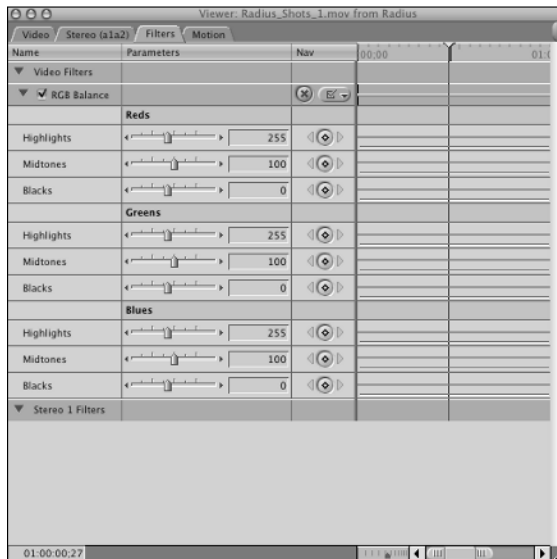 Viewer: Radius_Shots_1.mov from Radius
Video Stereo (a1a2) Filters Motion
Name Parameters Nav 00;00 01:0
Video Filters
RGB Balance
Reds
Highlights 255
Midtones 100
Blacks 0
Greens
Highlights 255
Midtones 100
Blacks 0
Blues
Highlights 255
Midtones 100
Blacks 0
Stereo 1 Filters
01:00:00;27